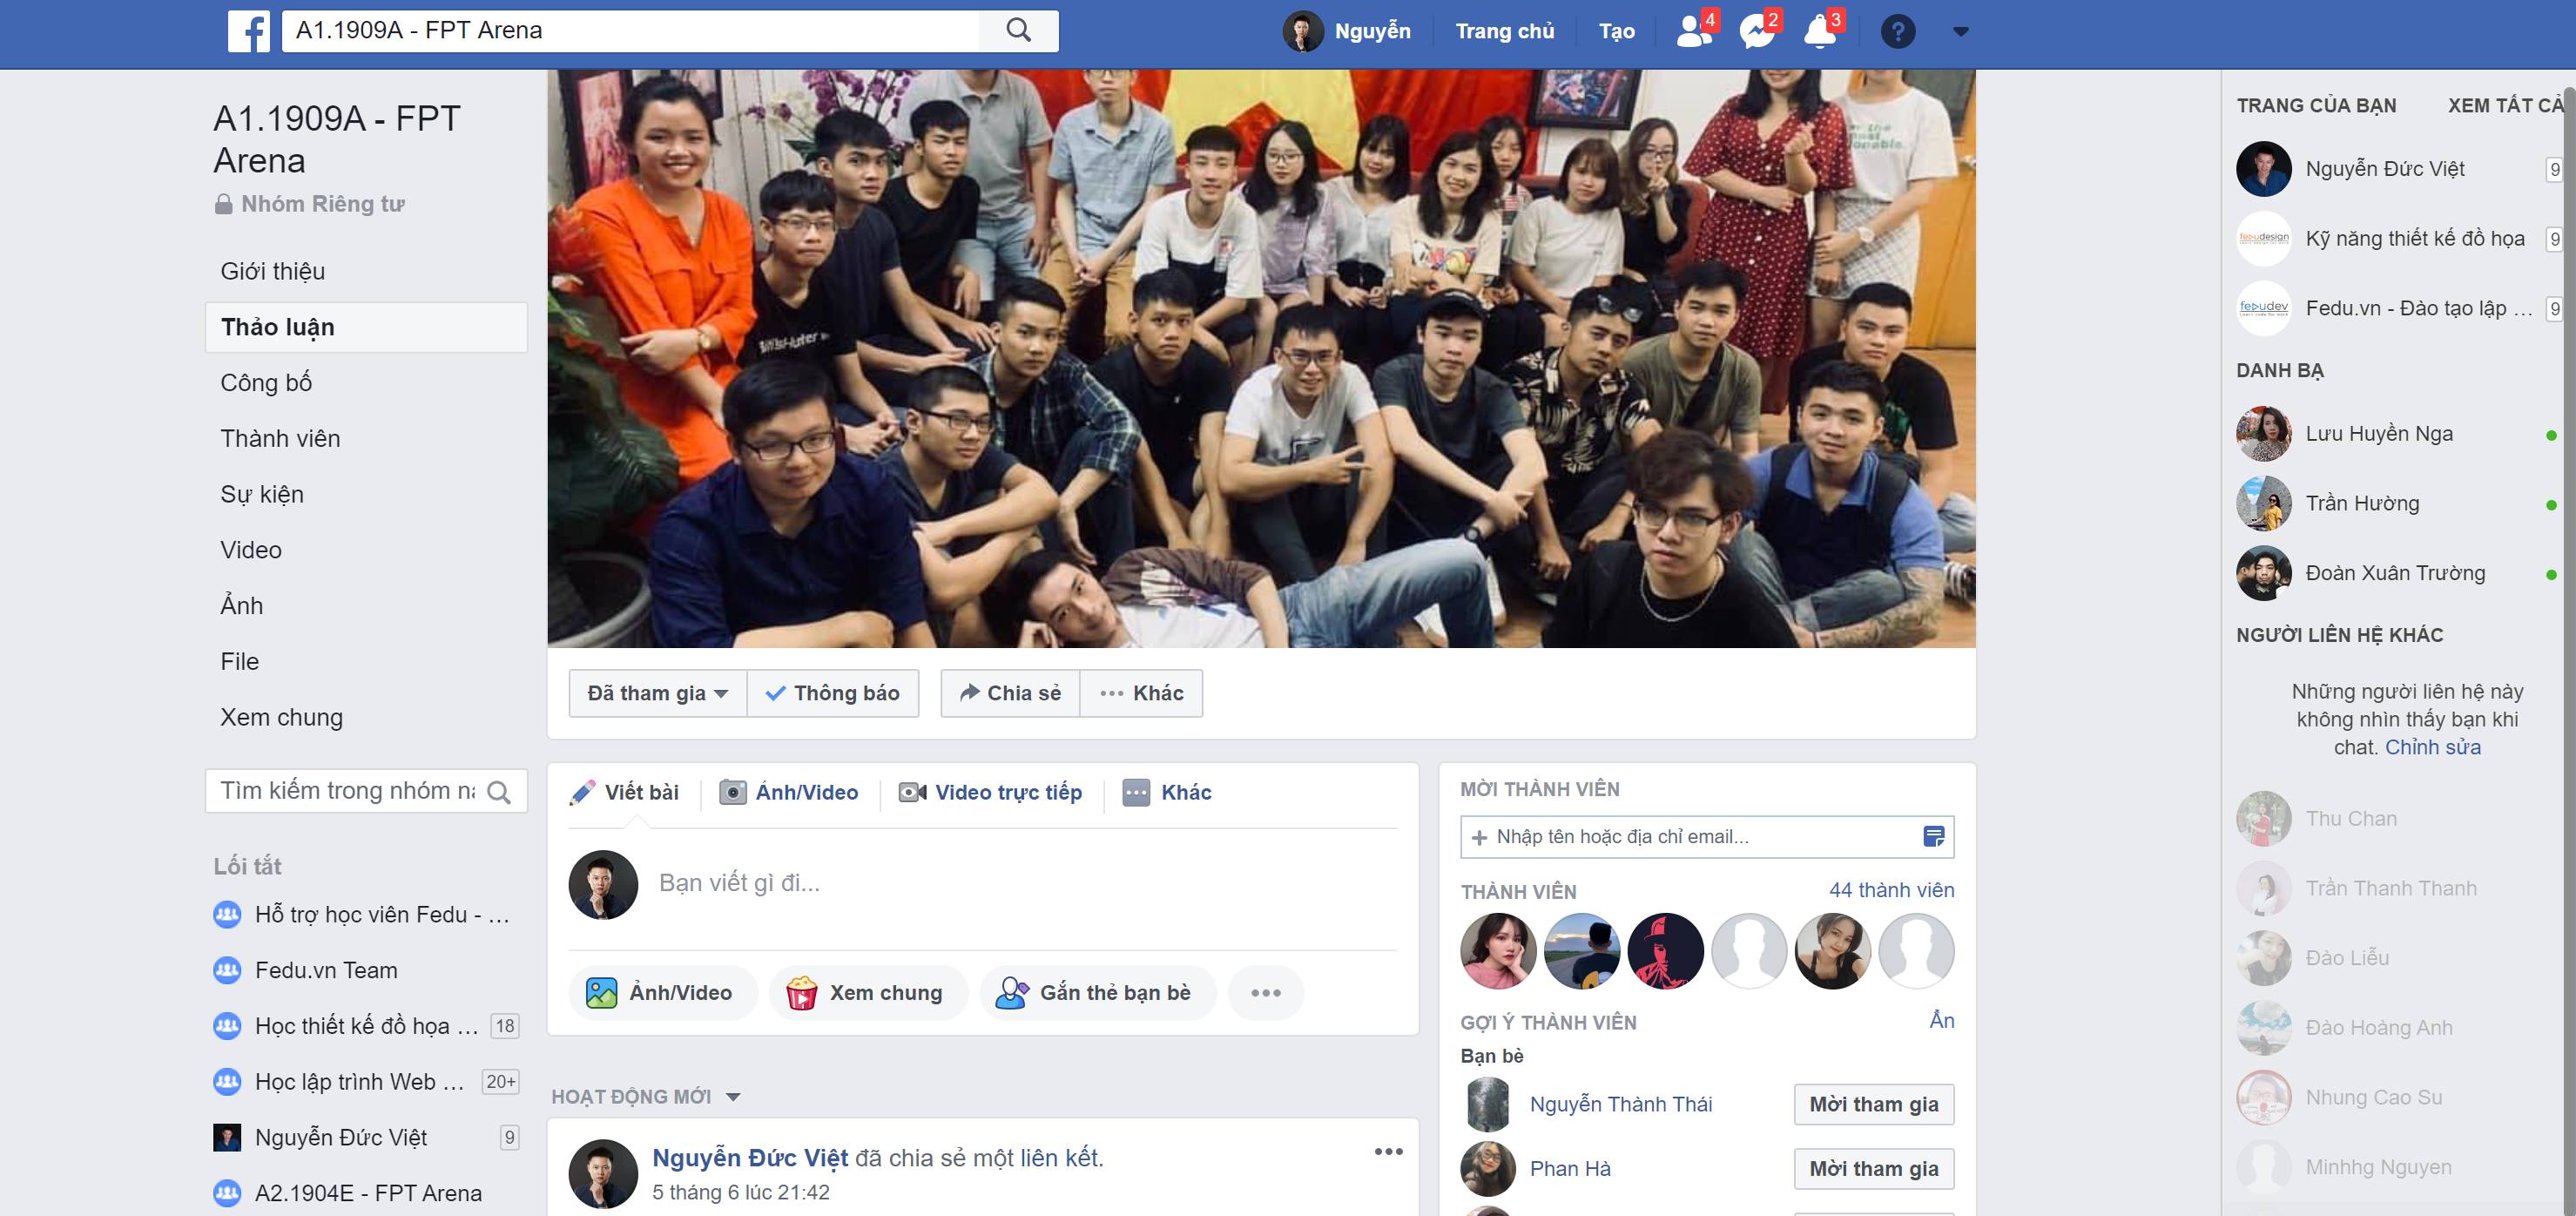 A1.1909A - FPT Arena
Nguyễn
Trang chủ
Tạo
4
2
3
?
A1.1909A - FPT
Arena
Nhóm Riêng tư
Giới thiệu
Thảo luận
Công bố
Thành viên
Sự kiện
Video
Ảnh
File
Xem chung
Tìm kiếm trong nhóm nà
Lối tắt
Hỗ trợ học viên Fedu - ...
Fedu.vn Team
Học thiết kế đồ họa ... 18
Học lập trình Web ... 20+
Nguyễn Đức Việt 9
A2.1904E - FPT Arena
Đã tham gia
Thông báo
Chia sẻ
Khác
Viết bài
Ảnh/Video
Video trực tiếp
Khác
Bạn viết gì đi...
Ảnh/Video
Xem chung
Gắn thẻ bạn bè
HOẠT ĐỘNG MỚI
Nguyễn Đức Việt đã chia sẻ một liên kết.
5 tháng 6 lúc 21:42
MỜI THÀNH VIÊN
Nhập tên hoặc địa chỉ email...
THÀNH VIÊN
44 thành viên
GỢI Ý THÀNH VIÊN
Ẩn
Bạn bè
Nguyễn Thành Thái
Mời tham gia
Phan Hà
Mời tham gia
TRANG CỦA BẠN
XEM TẤT CẢ
Nguyễn Đức Việt 9
Kỹ năng thiết kế đồ họa 9
Fedu.vn - Đào tạo lập ... 9
DANH BẠ
Lưu Huyền Nga
Trần Hường
Đoàn Xuân Trường
NGƯỜI LIÊN HỆ KHÁC
Những người liên hệ này
không nhìn thấy bạn khi
chat. Chỉnh sửa
Thu Chan
Trần Thanh Thanh
Đào Liễu
Đào Hoàng Anh
Nhung Cao Su
Minhhg Nguyen